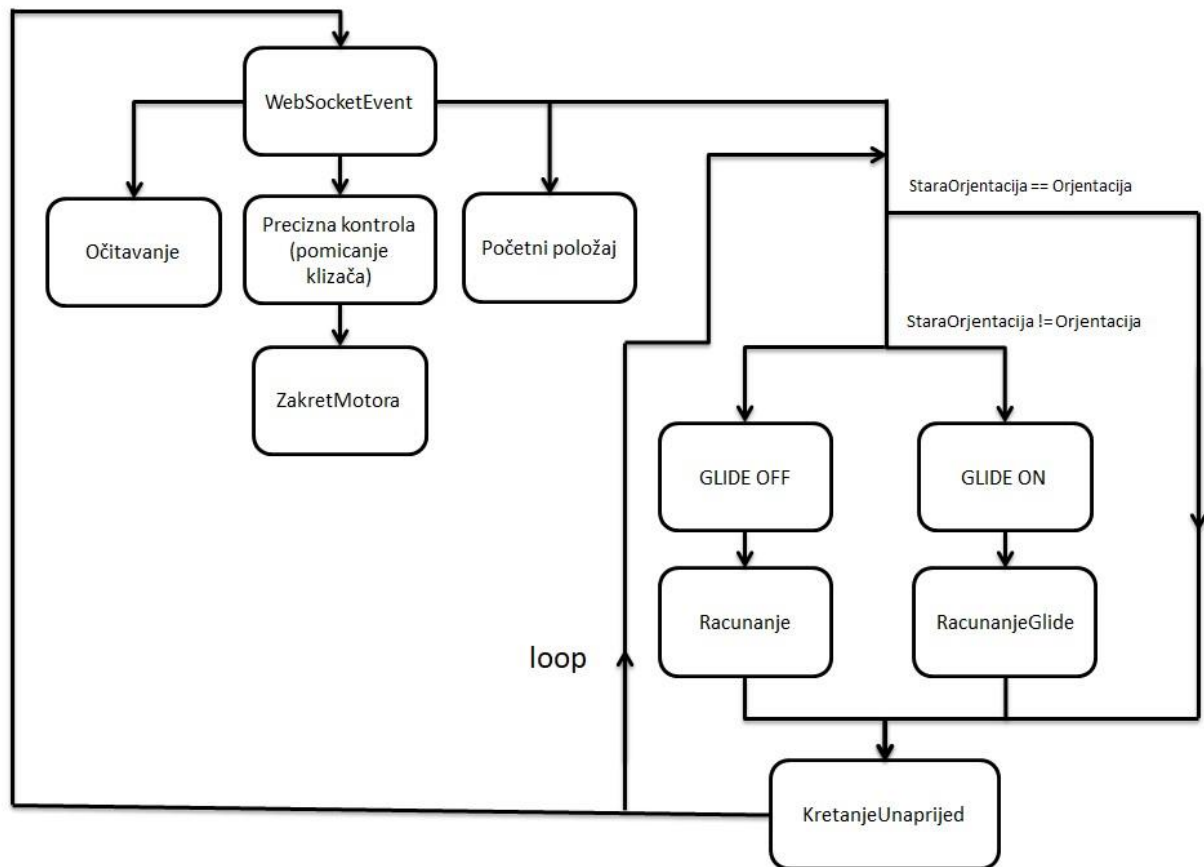 WebSocketEvent
StaraOrjentacija == Orjentacija
Očitavanje
Precizna kontrola
(pomicanje
klizača)
Početni položaj
StaraOrjentacija != Orjentacija
ZakretMotora
GLIDE OFF
GLIDE ON
Racunanje
RacunanjeGlide
loop
KretanjeUnaprijed